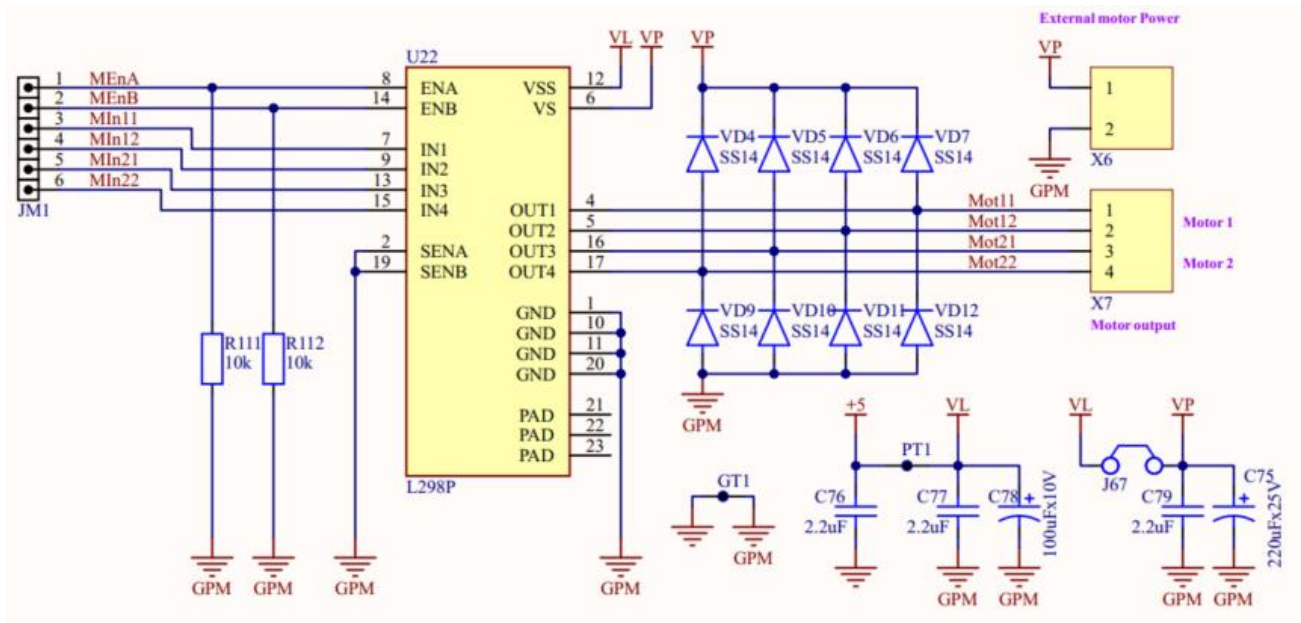 External motor Power
U22
VL VP
VP
VP
1 MEnA
2 MEnB
3 MIn11
4 MIn12
5 MIn21
6 MIn22
JM1
8 ENA
14 ENB
7 IN1
9 IN2
13 IN3
15 IN4
2 SENA
19 SENB
VSS 12
VS 6
OUT1 4
OUT2 5
OUT3 16
OUT4 17
GND 1
GND 10
GND 11
GND 20
PAD 21
PAD 22
PAD 23
L298P
R111
10k
R112
10k
GPM
GPM
GPM
GPM
VD4
SS14
VD5
SS14
VD6
SS14
VD7
SS14
VD9
SS14
VD10
SS14
VD11
SS14
VD12
SS14
GPM
1
2
X6
GPM
Mot11 1
Mot12 2
Mot21 3
Mot22 4
Motor 1
Motor 2
X7
Motor output
GT1
GPM
+5
VL
PT1
C76
2.2uF
C77
2.2uF
C78
+
100uFx10V
GPM
GPM
VL
VP
J67
C79
2.2uF
C75
+
220uFx25V
GPM
GPM